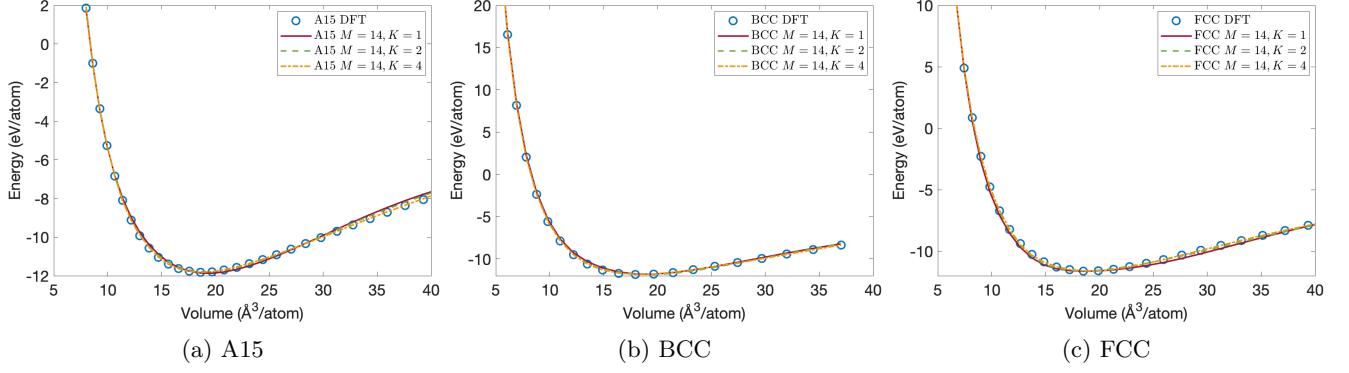 2
0
-2
-4
-6
-8
-10
-12
5 10 15 20 25 30 35 40
Energy (eV/atom)
Volume (Å³/atom)
A15 DFT
A15 M = 14, K = 1
A15 M = 14, K = 2
A15 M = 14, K = 4
(a) A15
20
15
10
5
0
-5
-10
5 10 15 20 25 30 35 40
Energy (eV/atom)
Volume (Å³/atom)
BCC DFT
BCC M = 14, K = 1
BCC M = 14, K = 2
BCC M = 14, K = 4
(b) BCC
10
5
0
-5
-10
5 10 15 20 25 30 35 40
Energy (eV/atom)
Volume (Å³/atom)
FCC DFT
FCC M = 14, K = 1
FCC M = 14, K = 2
FCC M = 14, K = 4
(c) FCC